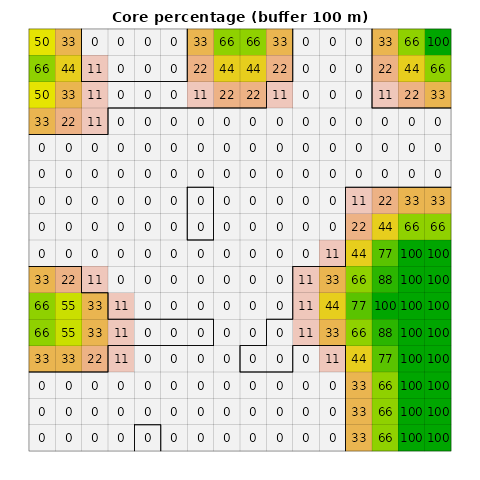 Core percentage (buffer 100 m)
50 33 0 0 0 0 33 66 66 33 0 0 0 33 66 100
66 44 11 0 0 0 22 44 44 22 0 0 0 22 44 66
50 33 11 0 0 0 11 22 22 11 0 0 0 11 22 33
33 22 11 0 0 0 0 0 0 0 0 0 0 0 0 0
0 0 0 0 0 0 0 0 0 0 0 0 0 0 0 0
0 0 0 0 0 0 0 0 0 0 0 0 0 0 0 0
0 0 0 0 0 0 0 0 0 0 0 0 11 22 33 33
0 0 0 0 0 0 0 0 0 0 0 0 22 44 66 66
0 0 0 0 0 0 0 0 0 0 0 11 44 77 100 100
33 22 11 0 0 0 0 0 0 0 11 33 66 88 100 100
66 55 33 11 0 0 0 0 0 0 11 44 77 100 100 100
66 55 33 11 0 0 0 0 0 0 11 33 66 88 100 100
33 33 22 11 0 0 0 0 0 0 0 11 44 77 100 100
0 0 0 0 0 0 0 0 0 0 0 0 33 66 100 100
0 0 0 0 0 0 0 0 0 0 0 0 33 66 100 100
0 0 0 0 0 0 0 0 0 0 0 0 33 66 100 100